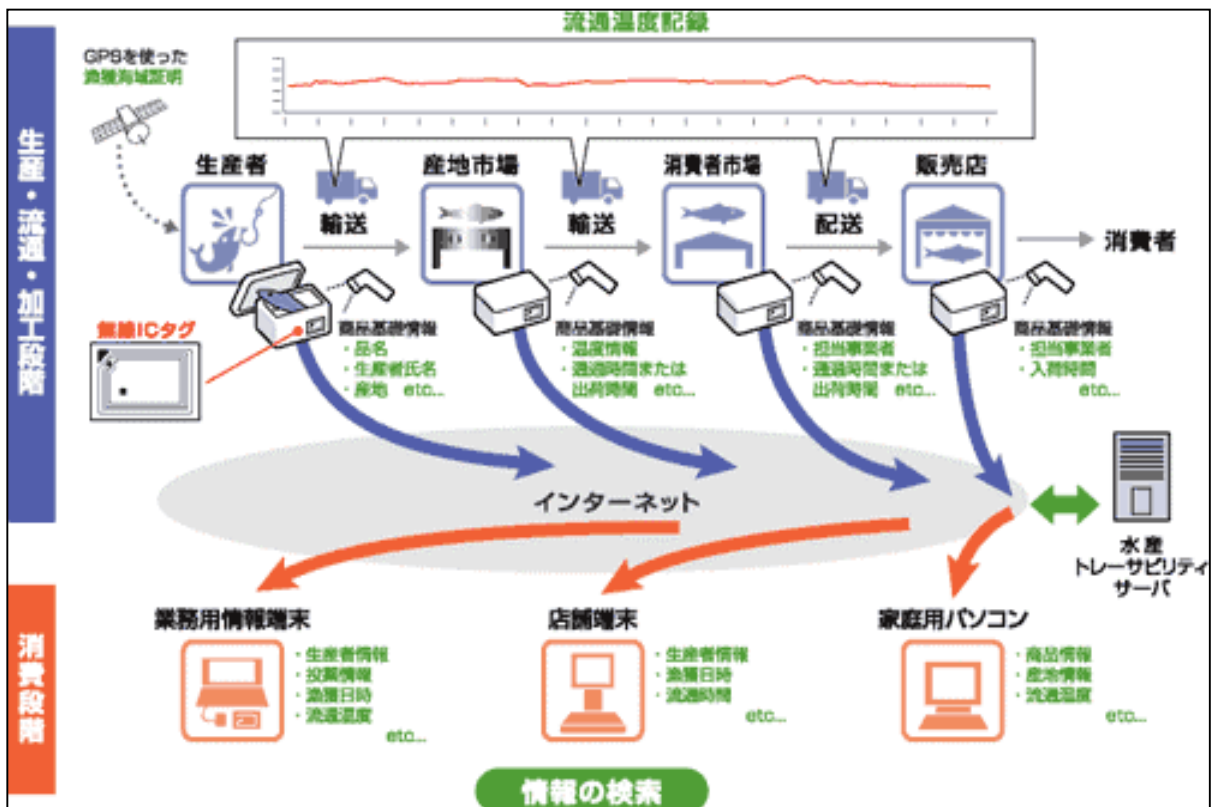 流通温度記録
GPSを使った
漁獲海域証明
生産・流通・加工段階
生産者
輸送
産地市場
輸送
消費者市場
配送
販売店
消費者
無線ICタグ
商品基礎情報
・品名
・生産者氏名
・産地 etc...
商品基礎情報
・温度情報
・通過時間または
出荷時間 etc...
商品基礎情報
・担当事業者
・通過時間または
出荷時間 etc...
商品基礎情報
・担当事業者
・入荷時間
etc...
インターネット
水産
トレーサビリティ
サーバ
消費段階
業務用情報端末
・生産者情報
・投薬情報
・漁獲日時
・流通温度
etc...
店舗端末
・生産者情報
・漁獲日時
・流通時間
etc...
家庭用パソコン
・商品情報
・産地情報
・流通温度
etc...
情報の検索